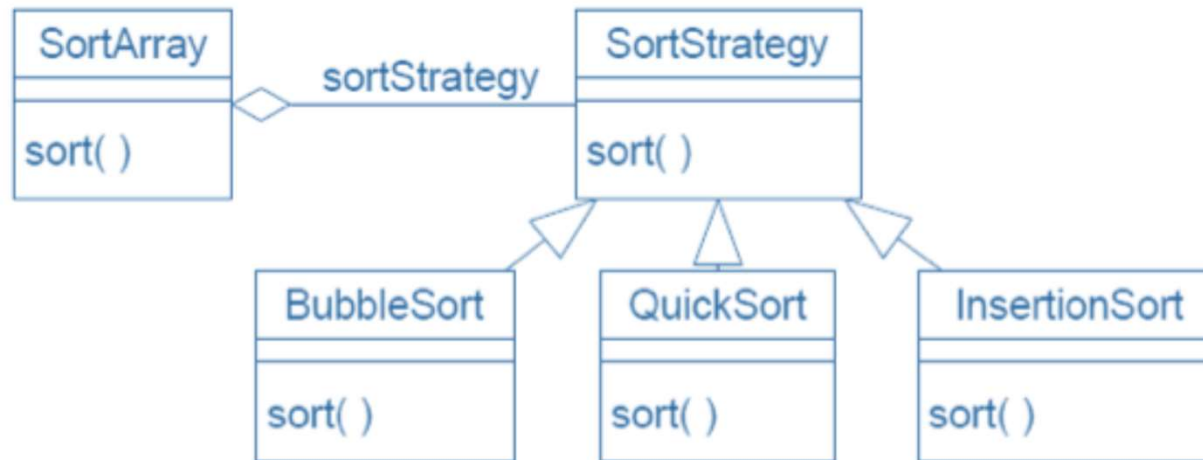 SortArray
sort( )
sortStrategy
SortStrategy
sort( )
BubbleSort
sort( )
QuickSort
sort( )
InsertionSort
sort( )